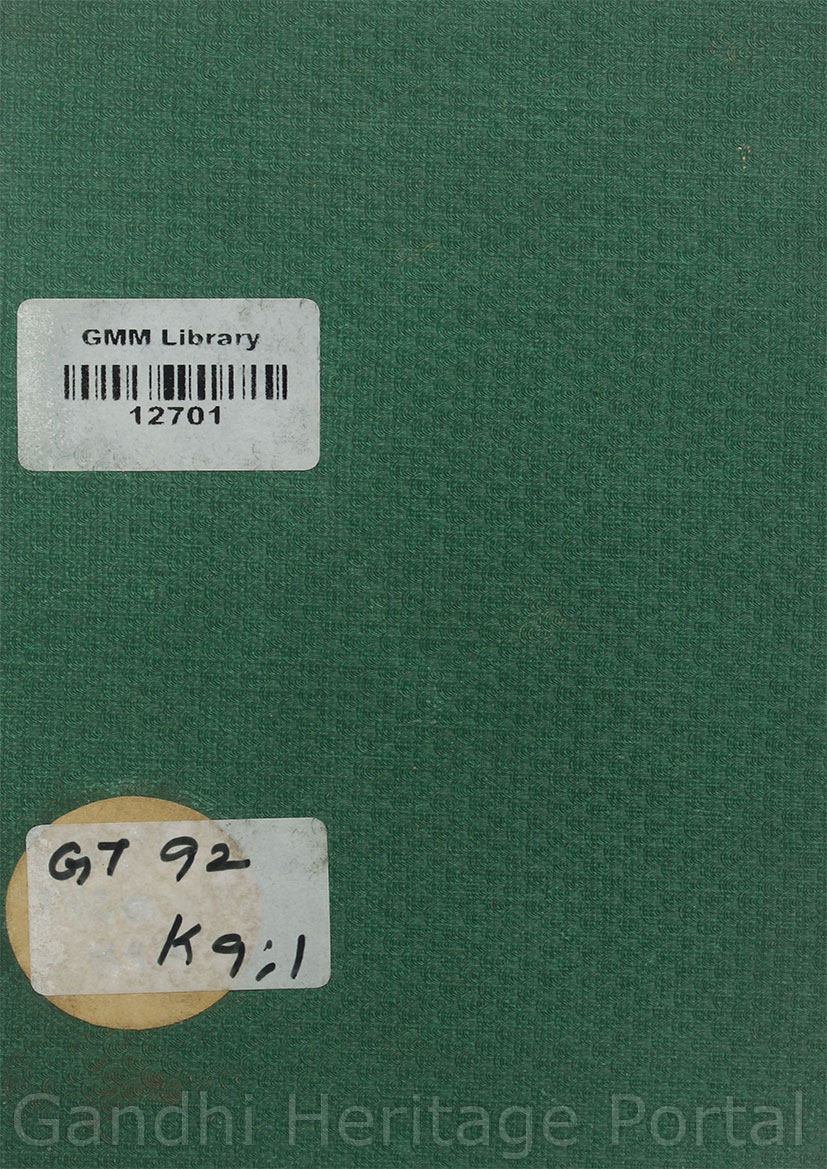 GMM Library
12701
GT 92
K9;1
Gandhi Heritage Portal